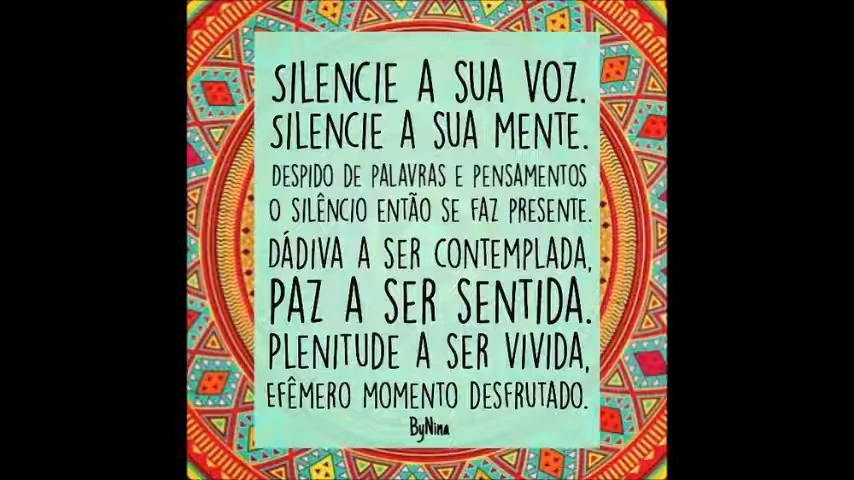 SILENCIE A SUA VOZ.
SILENCIE A SUA MENTE.
DESPIDO DE PALAVRAS E PENSAMENTOS
O SILÊNCIO ENTÃO SE FAZ PRESENTE.
DÁDIVA A SER CONTEMPLADA,
PAZ A SER SENTIDA.
PLENITUDE A SER VIVIDA,
EFÊMERO MOMENTO DESFRUTADO.
ByNina